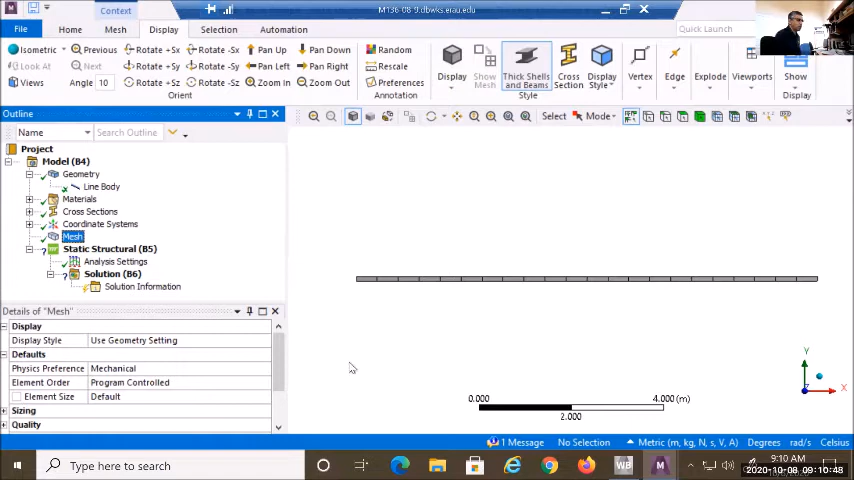 Context
M136-08-9.dbwks.erau.edu
File
Home
Mesh
Display
Selection
Automation
Quick Launch
Isometric
Previous
Rotate +Sx
Rotate -Sx
Pan Up
Pan Down
Rescale
Look At
Next
Rotate +Sy
Rotate -Sy
Pan Left
Pan Right
Views
Angle 10
Rotate +Sz
Rotate -Sz
Zoom In
Zoom Out
Preferences
Display
Show Mesh
Thick Shells and Beams
Cross Section
Display Style
Vertex
Edge
Explode
Viewports
Show
Orient
Annotation
Style
Display
Outline
Name
Search Outline
Select
Mode
Project
Model (B4)
Geometry
Line Body
Materials
Cross Sections
Coordinate Systems
Mesh
Static Structural (B5)
Analysis Settings
Solution (B6)
Solution Information
Details of "Mesh"
Display
Display Style Use Geometry Setting
Defaults
Physics Preference Mechanical
Element Order Program Controlled
Element Size Default
Sizing
Quality
Y
Z
X
0.000
4.000 (m)
2.000
1 Message
No Selection
Metric (m, kg, N, s, V, A)
Degrees
rad/s
Celsius
Type here to search
WB
M
9:10 AM
2020-10-08 09:10:48